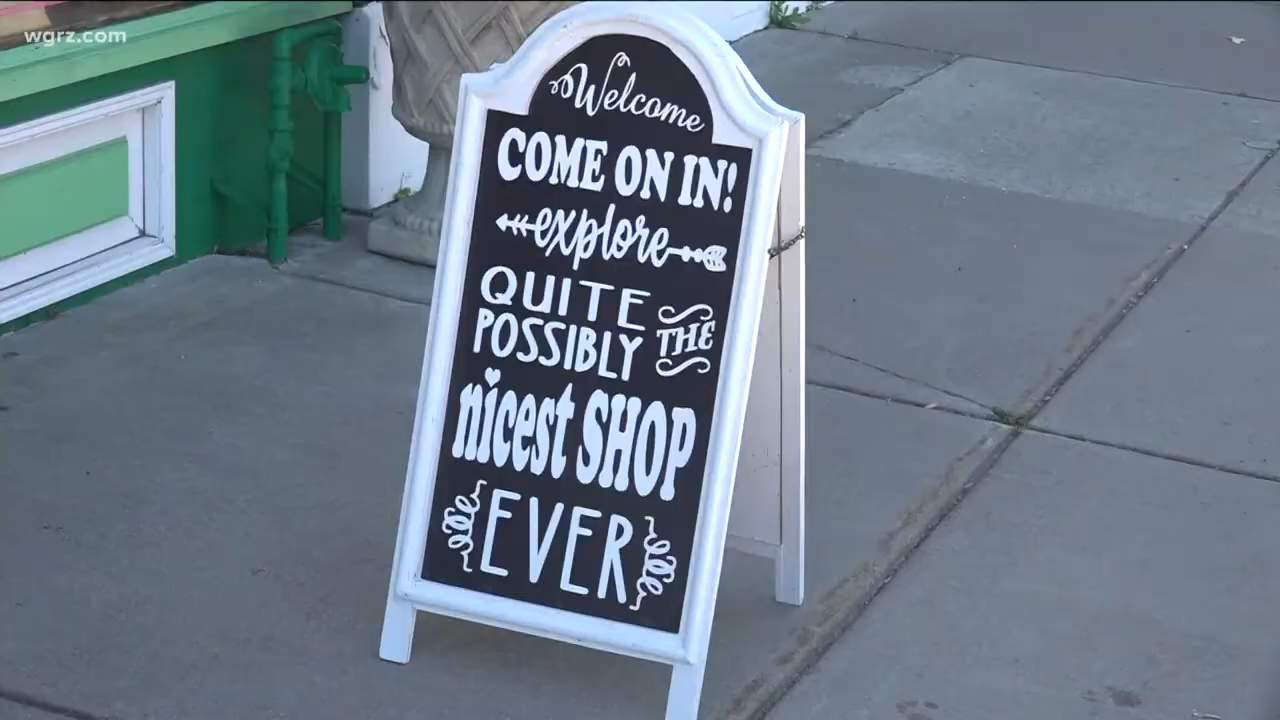 wgrz.com
Welcome
COME ON IN!
explore
QUITE
POSSIBLY THE
nicest SHOP
EVER